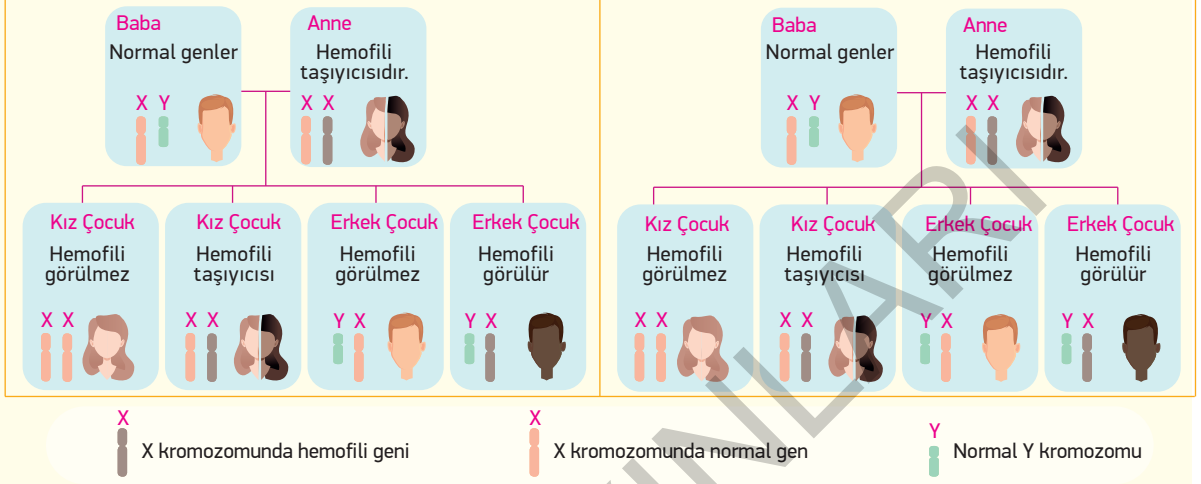 Baba
Normal genler
X Y
Anne
Hemofili
taşıyıcısıdır.
X X
Kız Çocuk
Hemofili
görülmez
X X
Kız Çocuk
Hemofili
taşıyıcısı
X X
Erkek Çocuk
Hemofili
görülmez
Y X
Erkek Çocuk
Hemofili
görülür
Y X
Baba
Normal genler
X Y
Anne
Hemofili
taşıyıcısıdır.
X X
Kız Çocuk
Hemofili
görülmez
X X
Kız Çocuk
Hemofili
taşıyıcısı
X X
Erkek Çocuk
Hemofili
görülmez
Y X
Erkek Çocuk
Hemofili
görülür
Y X
X
X kromozomunda hemofili geni
X
X kromozomunda normal gen
Y
Normal Y kromozomu